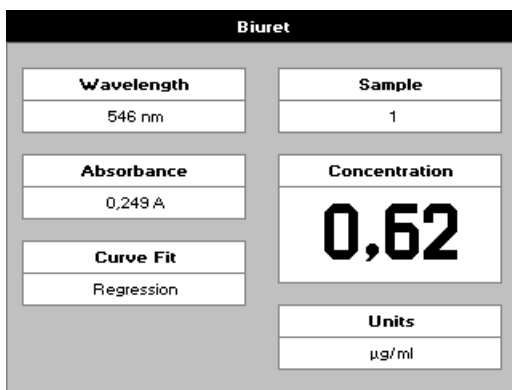 Biuret
Wavelength
546 nm
Absorbance
0,249 A
Curve Fit
Regression
Sample
1
Concentration
0,62
Units
µg/ml